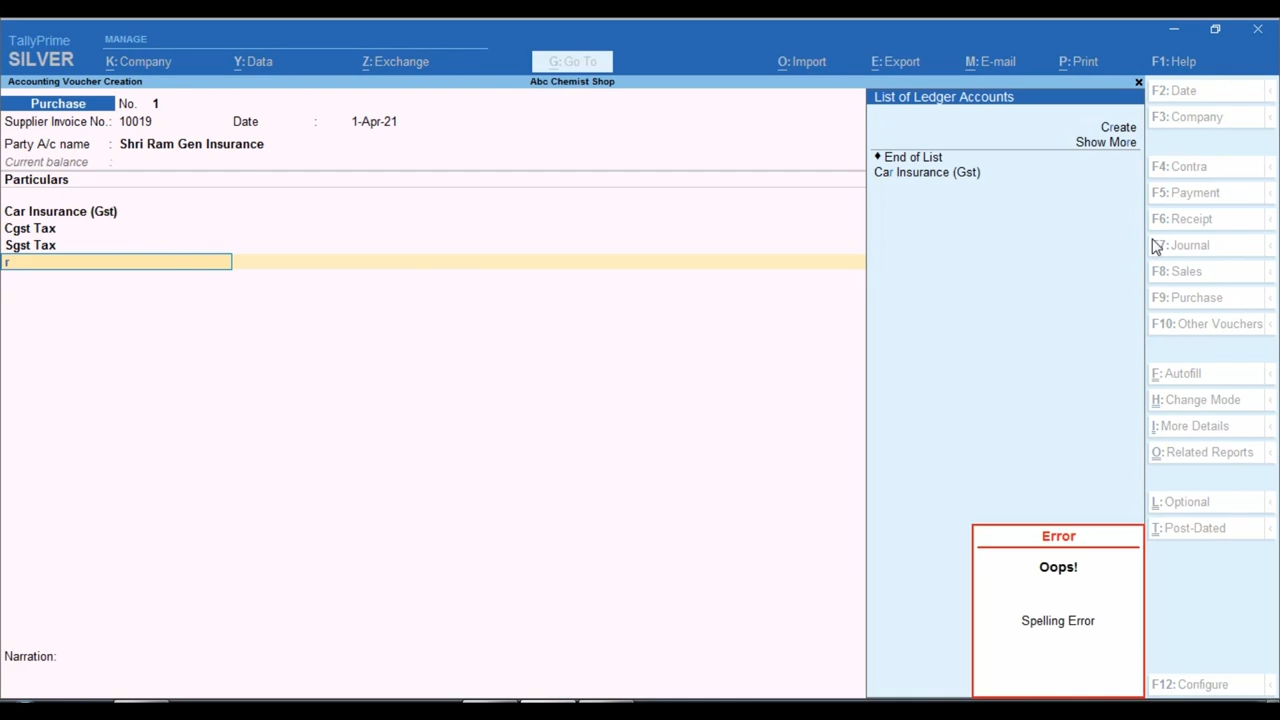 TallyPrime
SILVER
MANAGE
K: Company
Y: Data
Z: Exchange
G: Go To
O: Import
E: Export
M: E-mail
P: Print
F1: Help
Accounting Voucher Creation
Abc Chemist Shop
Purchase No. 1
Supplier Invoice No.: 10019 Date : 1-Apr-21
Party A/c name : Shri Ram Gen Insurance
Current balance :
Particulars
Car Insurance (Gst)
Cgst Tax
Sgst Tax
r
Narration:
List of Ledger Accounts
Create
Show More
♦ End of List
Car Insurance (Gst)
Error
Oops!
Spelling Error
F2: Date
F3: Company
F4: Contra
F5: Payment
F6: Receipt
: Journal
F8: Sales
F9: Purchase
F10: Other Vouchers
F: Autofill
H: Change Mode
I: More Details
O: Related Reports
L: Optional
T: Post-Dated
F12: Configure